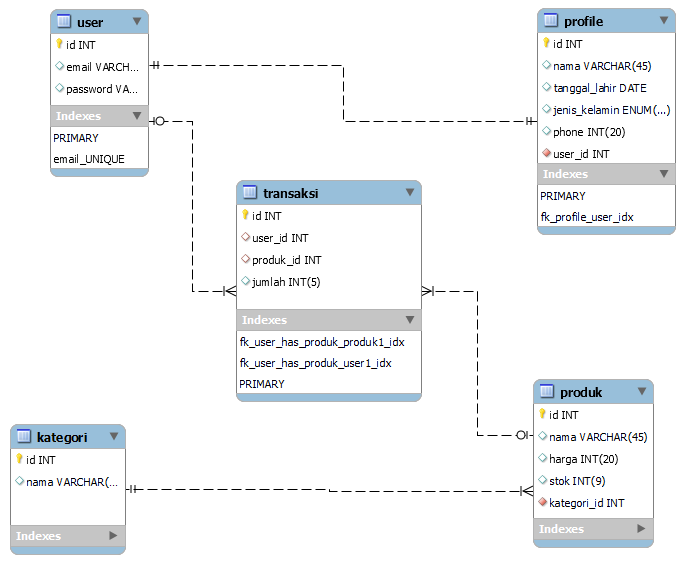 user
id INT
email VARCH...
password VA...
Indexes
PRIMARY
email_UNIQUE
profile
id INT
nama VARCHAR(45)
tanggal_lahir DATE
jenis_kelamin ENUM(...)
phone INT(20)
user_id INT
Indexes
PRIMARY
fk_profile_user_idx
transaksi
id INT
user_id INT
produk_id INT
jumlah INT(5)
Indexes
fk_user_has_produk_produk1_idx
fk_user_has_produk_user1_idx
PRIMARY
kategori
id INT
nama VARCHAR(...
Indexes
produk
id INT
nama VARCHAR(45)
harga INT(20)
stok INT(9)
kategori_id INT
Indexes